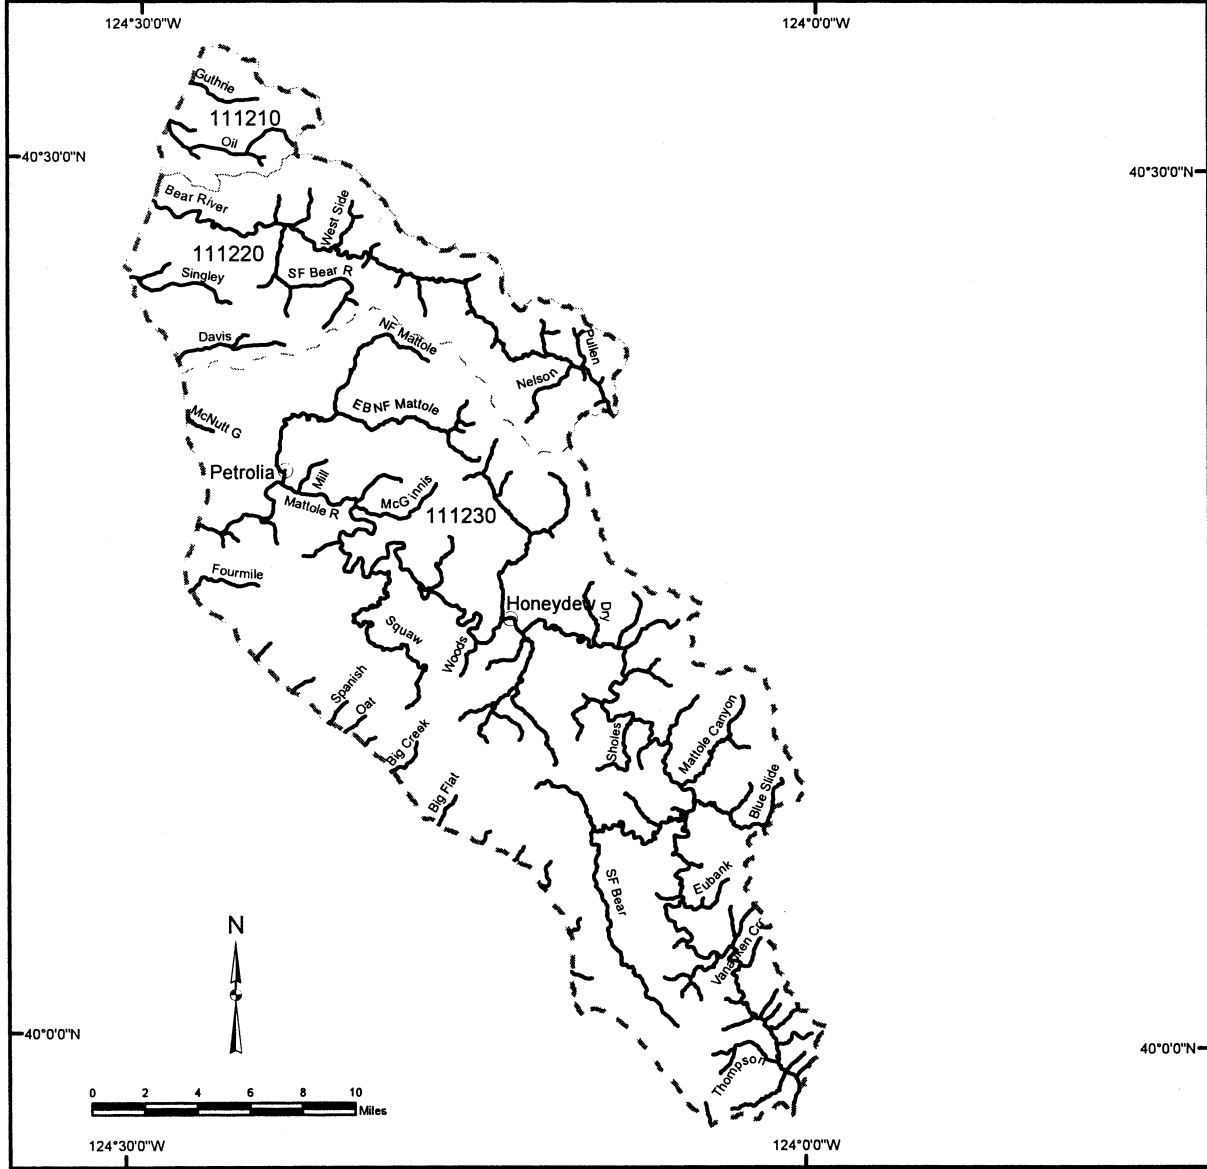 124°30'0"W
124°0'0"W
Guthrie
111210
Oil
40°30'0"N
40°30'0"N
Bear River
West Side
111220
Singley
SF Bear R
Davis
NF Mattole
Pullen
Nelson
EBNF Mattole
McNutt G
Petrolia
Mill
McGinnis
Mattole R
111230
Fourmile
Honeydew
Dry
Squaw
Woods
Spanish
Oat
Sholes
Mattole Canyon
Big Creek
Blue Slide
Big Flat
SF Bear
Eubank
Vanauken Cr
N
40°0'0"N
40°0'0"N
Thompson
0 2 4 6 8 10
Miles
124°30'0"W
124°0'0"W